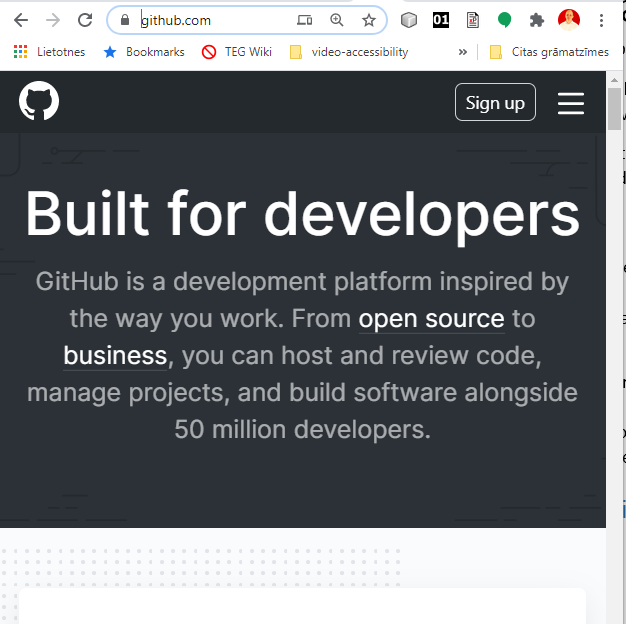 github.com
01
Lietotnes
Bookmarks
TEG Wiki
video-accessibility
»
Citas grāmatzīmes
Sign up
Built for developers
GitHub is a development platform inspired by
the way you work. From open source to
business, you can host and review code,
manage projects, and build software alongside
50 million developers.